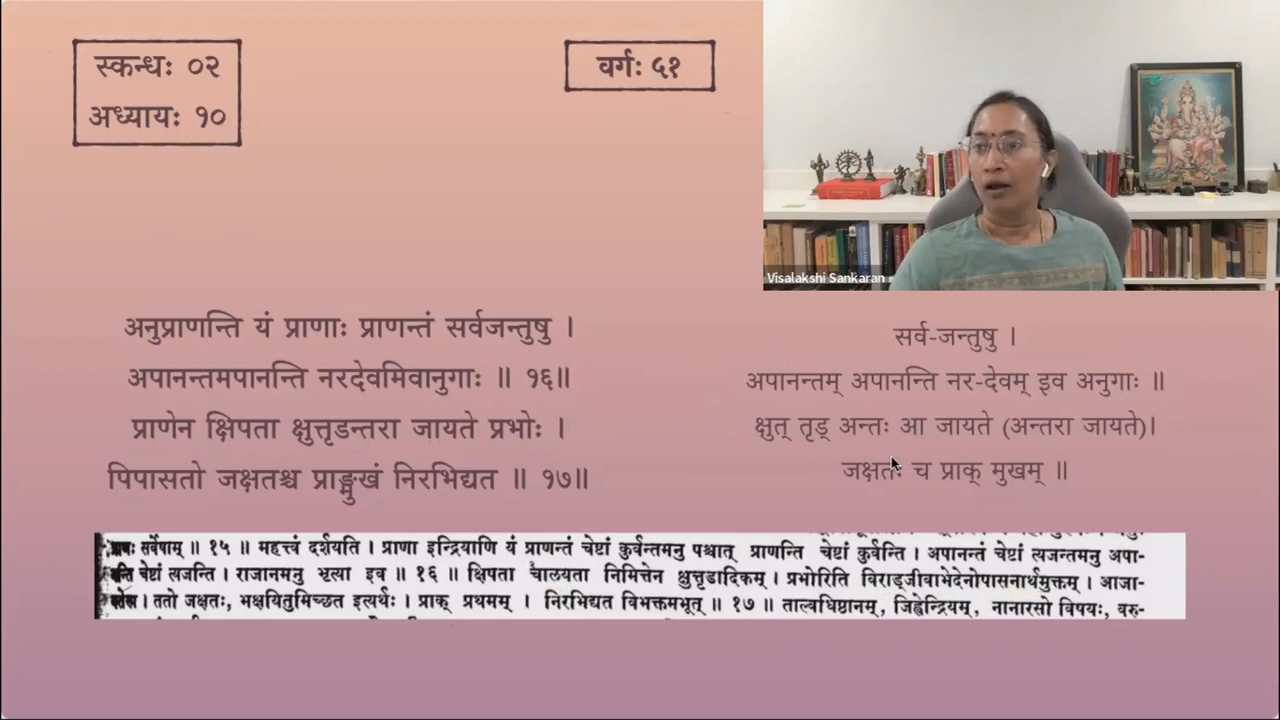 स्कन्धः ०२
अध्यायः १०
वर्गः ५१
Visalakshi Sankaran
अनुप्राणन्ति यं प्राणाः प्राणन्तं सर्वजन्तुषु ।
अपानन्तमपानन्ति नरदेवमिवानुगाः ॥ १६॥
प्राणेन क्षिपता क्षुत्तृडन्तरा जायते प्रभोः ।
पिपासतो जक्षतश्च प्राङ्मुखं निरभिद्यत ॥ १७॥
सर्व-जन्तुषु ।
अपानन्तम् अपानन्ति नर-देवम् इव अनुगाः ॥
क्षुत् तृड् अन्तः आ जायते (अन्तरा जायते)।
जक्षतः च प्राक् मुखम् ॥
सर्वेषाम् ॥ १५ ॥ महत्त्वं दर्शयति । प्राणा इन्द्रियाणि यं प्राणन्तं चेष्टां कुर्वन्तमनु पश्चात् प्राणन्ति चेष्टां कुर्वन्ति । अपानन्तं चेष्टां त्यजन्तमनु अपा-
चेष्टां त्यजन्ति । राजानमनु भृत्या इव ॥ १६ ॥ क्षिपता चालयता निमित्तेन क्षुत्तृडादिकम् । प्रभोरिति विराड्जीवाभेदेनोपासनार्थमुक्तम् । आजा-
ततो जक्षतः, भक्षयितुमिच्छत इत्यर्थः । प्राक् प्रथमम् । निरभिद्यत विभक्तमभूत् ॥ १७ ॥ ताल्वधिष्ठानम्, जिह्वेन्द्रियम्, नानारसो विषयः, वरु-